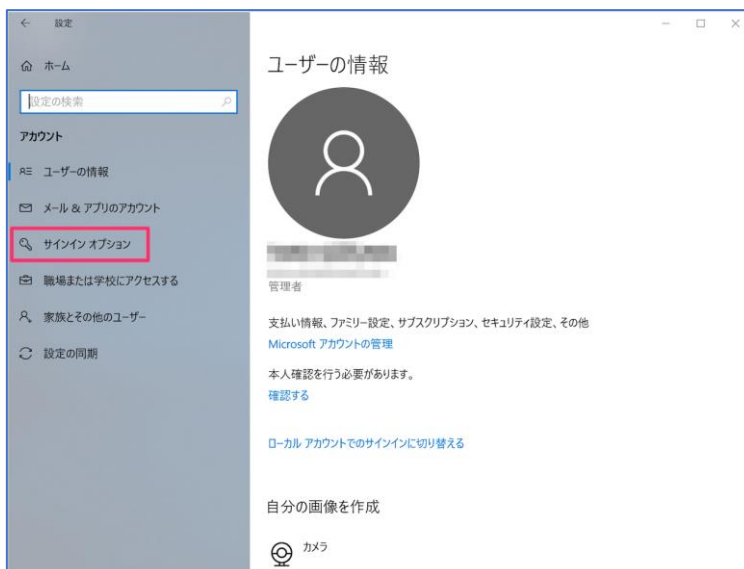 設定
ホーム
設定の検索
アカウント
ユーザーの情報
メール & アプリのアカウント
サインイン オプション
職場または学校にアクセスする
家族とその他のユーザー
設定の同期
ユーザーの情報
管理者
支払い情報、ファミリー設定、サブスクリプション、セキュリティ設定、その他
Microsoft アカウントの管理
本人確認を行う必要があります。
確認する
ローカル アカウントでのサインインに切り替える
自分の画像を作成
カメラ